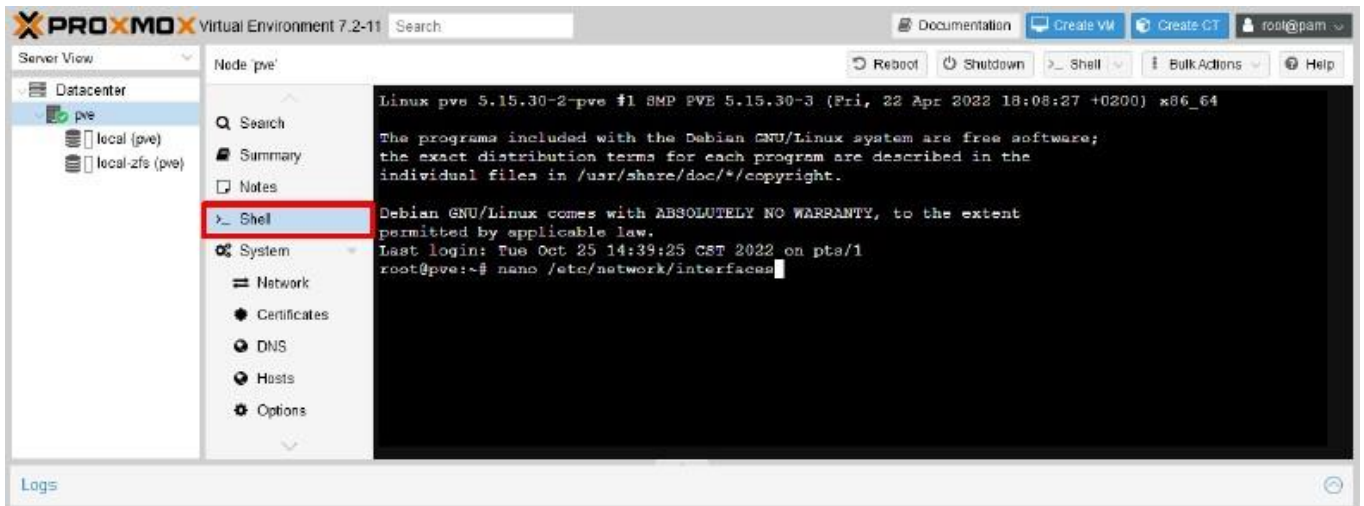 PROXMOX Virtual Environment 7.2-11 Search Documentation Create VM Create CT root@pam
Server View Node 'pve' Reboot Shutdown >_ Shell Bulk Actions Help
Datacenter
pve
local (pve)
local-zfs (pve)
Search
Summary
Notes
>_ Shell
System
Network
Certificates
DNS
Hosts
Options
Linux pve 5.15.30-2-pve #1 SMP PVE 5.15.30-3 (Fri, 22 Apr 2022 18:08:27 +0200) x86_64
The programs included with the Debian GNU/Linux system are free software;
the exact distribution terms for each program are described in the
individual files in /usr/share/doc/*/copyright.
Debian GNU/Linux comes with ABSOLUTELY NO WARRANTY, to the extent
permitted by applicable law.
Last login: Tue Oct 25 14:39:25 CST 2022 on pts/1
root@pve:~# nano /etc/network/interfaces
Logs